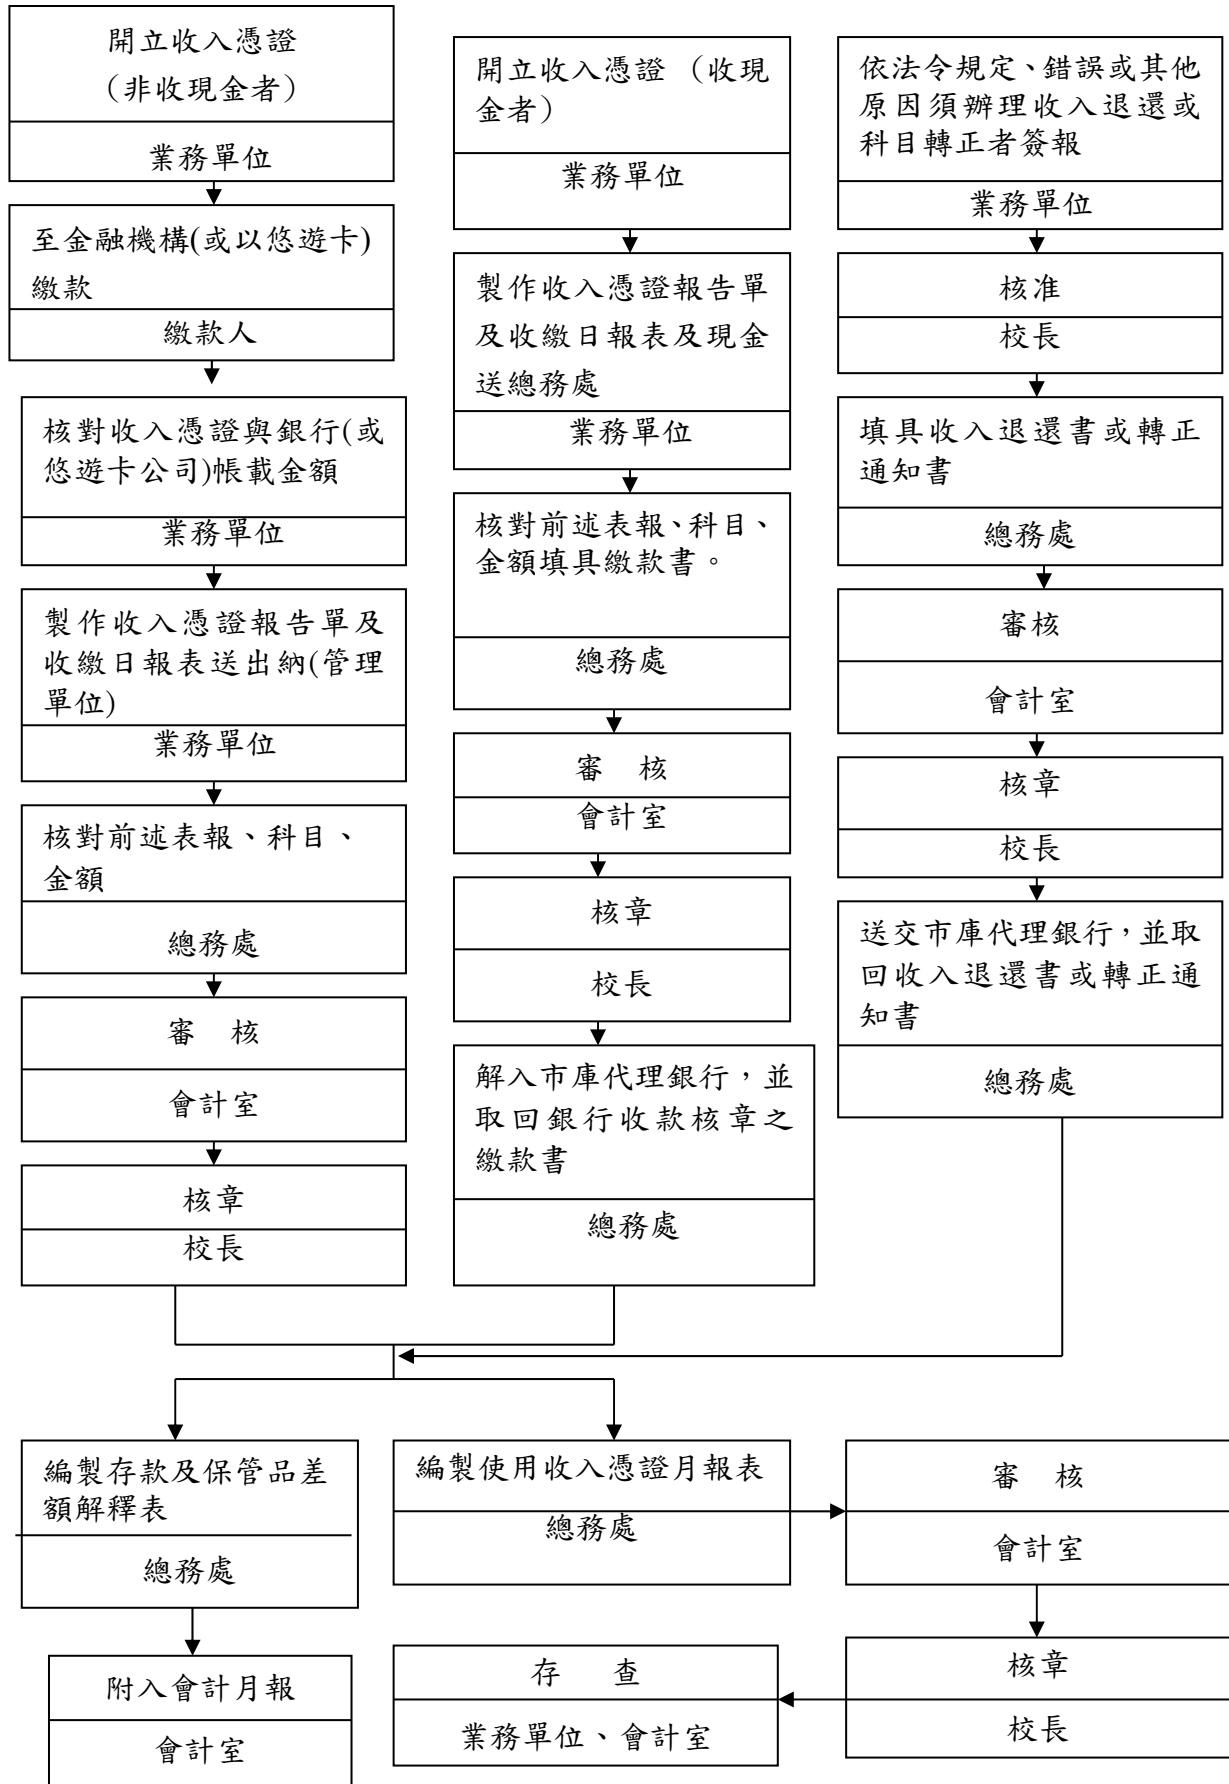 開立收入憑證
（非收現金者）
業務單位
至金融機構(或以悠遊卡)
繳款
繳款人
核對收入憑證與銀行(或
悠遊卡公司)帳載金額
業務單位
製作收入憑證報告單及
收繳日報表送出納(管理
單位)
業務單位
核對前述表報、科目、
金額
總務處
審　核
會計室
核章
校長
開立收入憑證 （收現
金者）
業務單位
製作收入憑證報告單
及收繳日報表及現金
送總務處
業務單位
核對前述表報、科目、
金額填具繳款書。
總務處
審　核
會計室
核章
校長
解入市庫代理銀行，並
取回銀行收款核章之
繳款書
總務處
依法令規定、錯誤或其他
原因須辦理收入退還或
科目轉正者簽報
業務單位
核准
校長
填具收入退還書或轉正
通知書
總務處
審核
會計室
核章
校長
送交市庫代理銀行，並取
回收入退還書或轉正通
知書
總務處
編製存款及保管品差
額解釋表
總務處
附入會計月報
會計室
編製使用收入憑證月報表
總務處
審　核
會計室
核章
校長
存　　查
業務單位、會計室